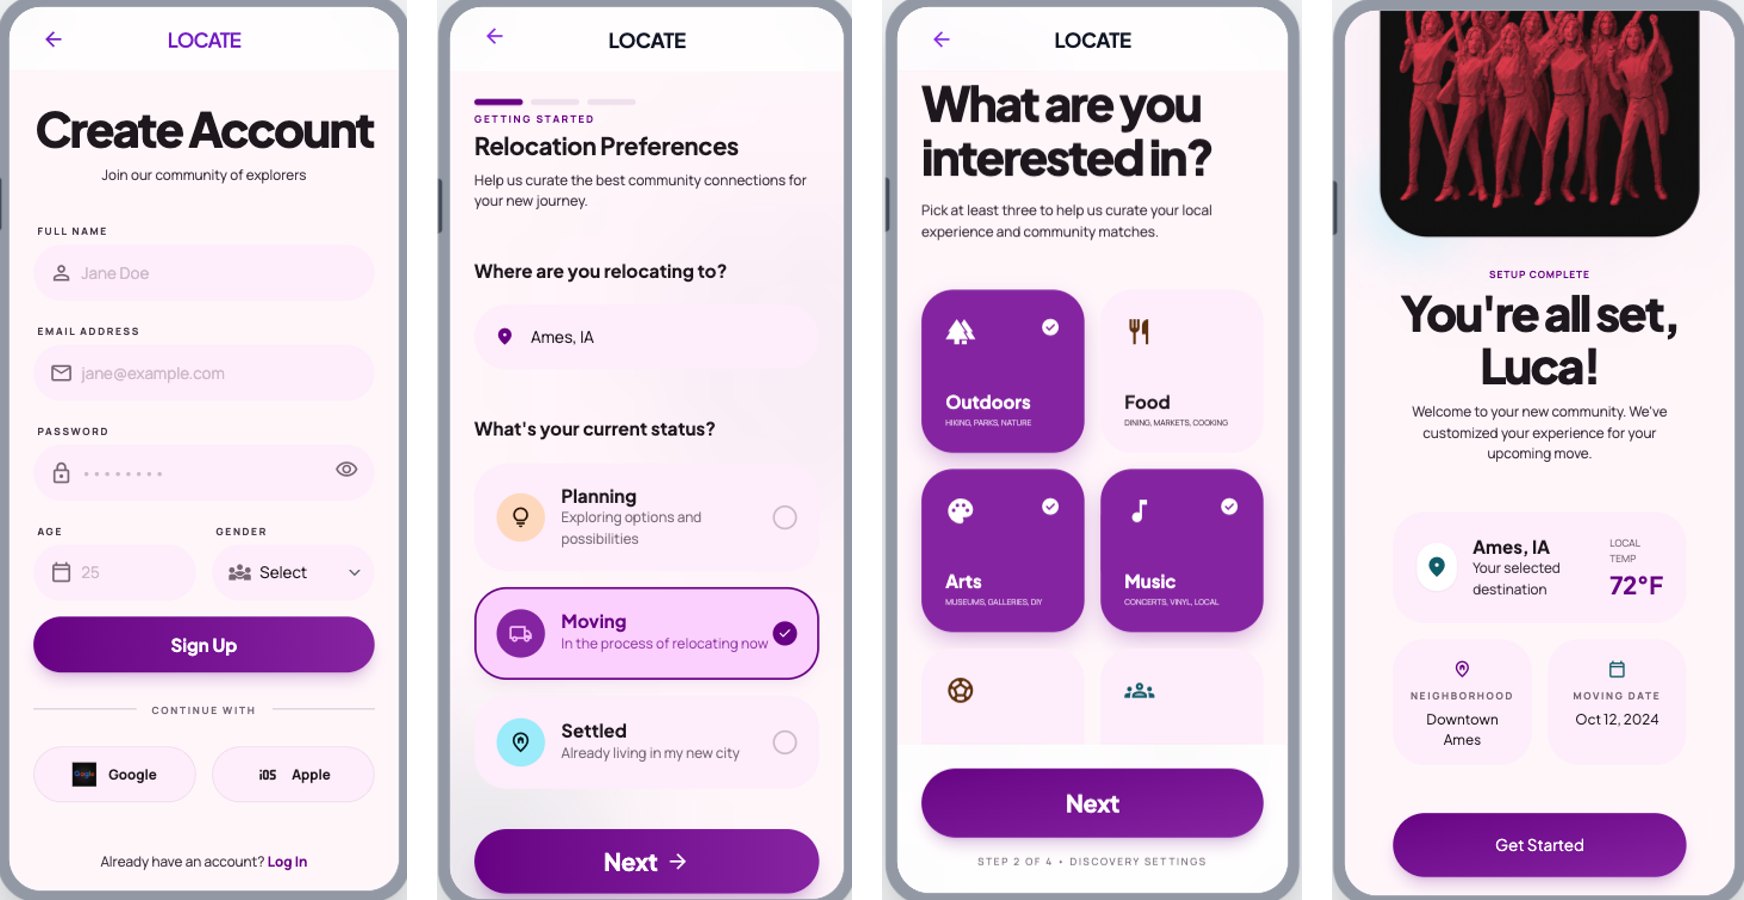 LOCATE
Create Account
Join our community of explorers
FULL NAME
Jane Doe
EMAIL ADDRESS
jane@example.com
PASSWORD
AGE
GENDER
25
Select
Sign Up
CONTINUE WITH
Google
Google
iOS
Apple
Already have an account? Log In
LOCATE
GETTING STARTED
Relocation Preferences
Help us curate the best community connections for
your new journey.
Where are you relocating to?
Ames, IA
What's your current status?
Planning
Exploring options and
possibilities
Moving
In the process of relocating now
Settled
Already living in my new city
Next
LOCATE
What are you
interested in?
Pick at least three to help us curate your local
experience and community matches.
Outdoors
HIKING, PARKS, NATURE
Food
DINING, MARKETS, COOKING
Arts
MUSEUMS, GALLERIES, DIY
Music
CONCERTS, VINYL, LOCAL
Next
STEP 2 OF 4 • DISCOVERY SETTINGS
SETUP COMPLETE
You're all set,
Luca!
Welcome to your new community. We've
customized your experience for your
upcoming move.
Ames, IA
Your selected
destination
LOCAL
TEMP
72°F
NEIGHBORHOOD
Downtown
Ames
MOVING DATE
Oct 12, 2024
Get Started